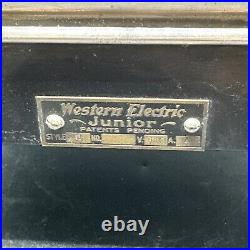 Western Electric
Junior
PATENTS PENDING
STYLE NO. V. A.